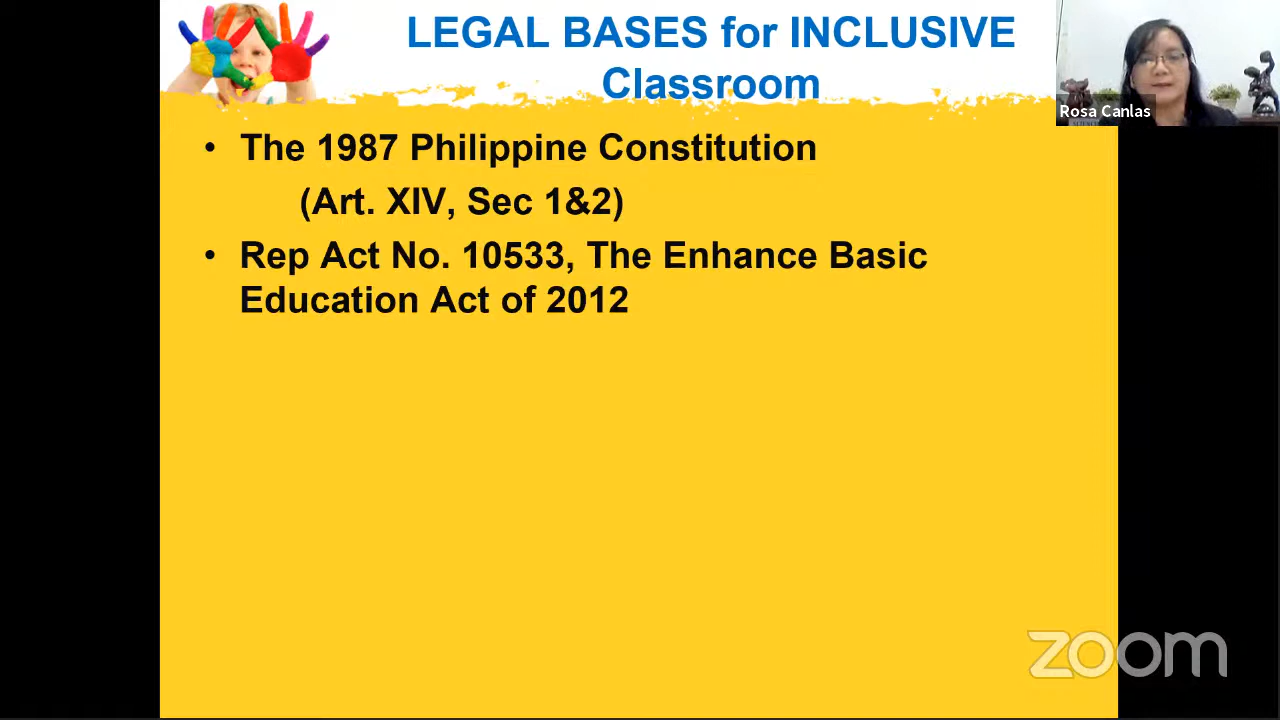 LEGAL BASES for INCLUSIVE
Classroom
Rosa Canlas
• The 1987 Philippine Constitution
(Art. XIV, Sec 1&2)
• Rep Act No. 10533, The Enhance Basic
Education Act of 2012
zoom